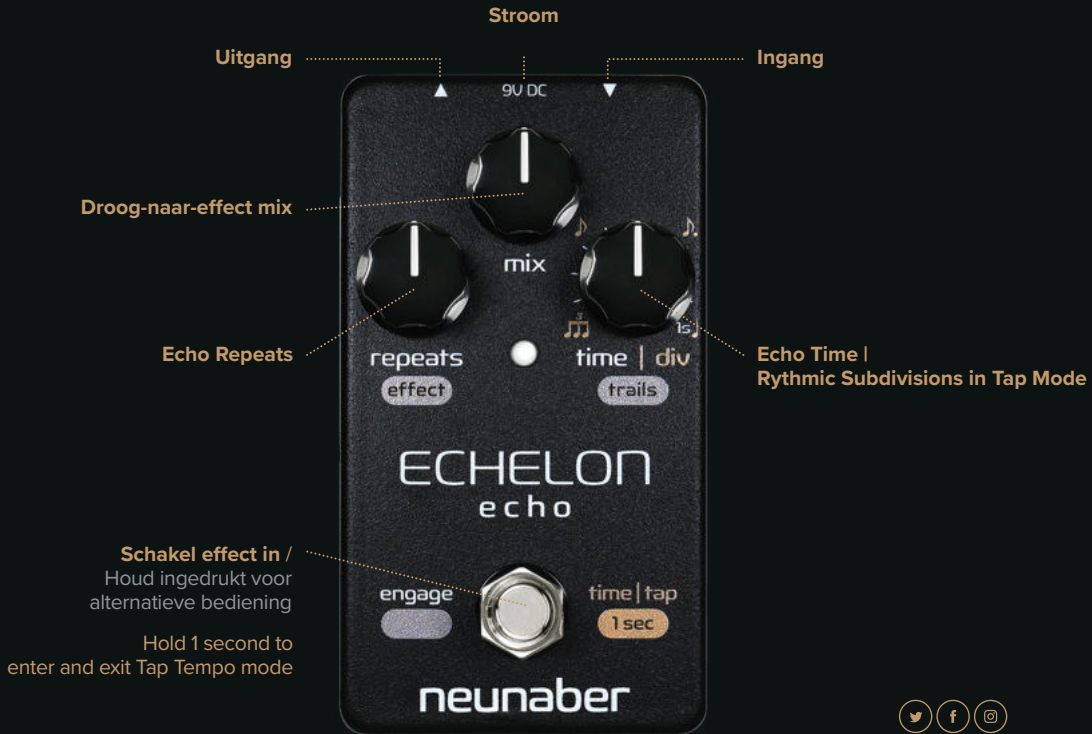 Stroom
Uitgang
Ingang
9V DC
Droog-naar-effect mix
mix
Echo Repeats
3
1s
repeats
time | div
effect
trails
Echo Time |
Rythmic Subdivisions in Tap Mode
ECHELON
echo
Schakel effect in /
Houd ingedrukt voor
alternatieve bediening
engage
time|tap
1 sec
Hold 1 second to
enter and exit Tap Tempo mode
neunaber